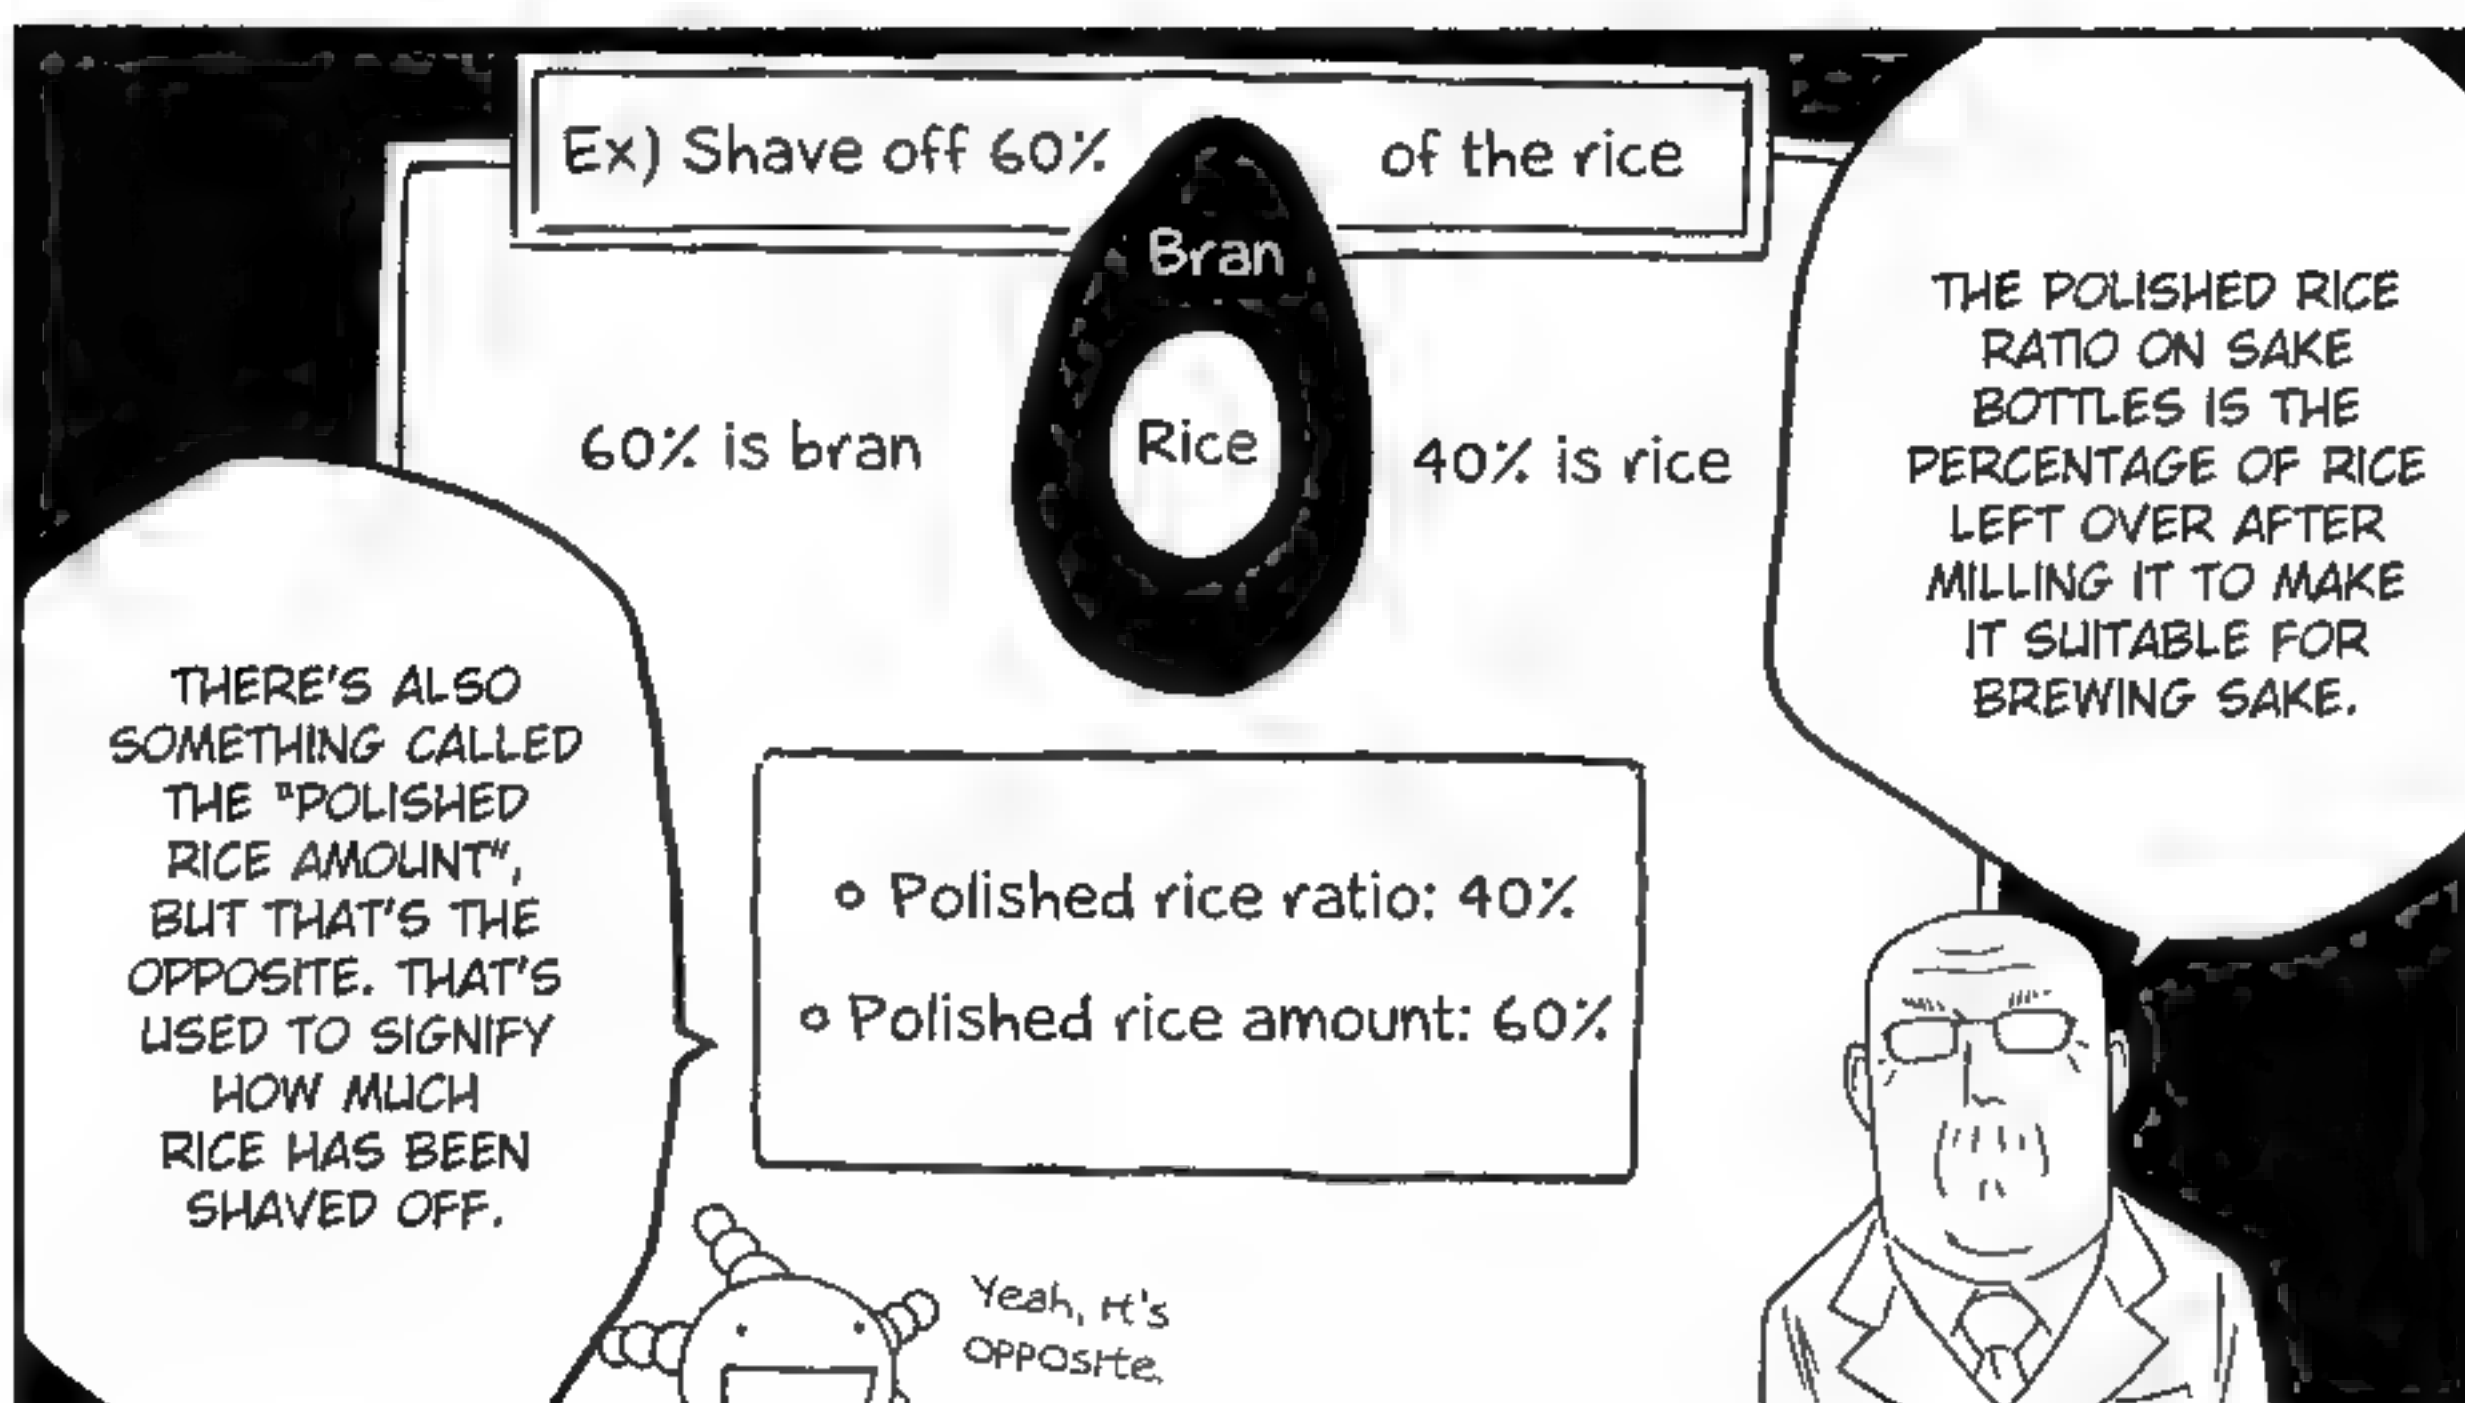 Ex) Shave off 60% of the rice
Bran
60% is bran
Rice
40% is rice
THE POLISHED RICE
RATIO ON SAKE
BOTTLES IS THE
PERCENTAGE OF RICE
LEFT OVER AFTER
MILLING IT TO MAKE
IT SUITABLE FOR
BREWING SAKE.
THERE'S ALSO
SOMETHING CALLED
THE "POLISHED
RICE AMOUNT",
BUT THAT'S THE
OPPOSITE. THAT'S
USED TO SIGNIFY
HOW MUCH
RICE HAS BEEN
SHAVED OFF.
o Polished rice ratio: 40%
o Polished rice amount: 60%
Yeah, it's
opposite.